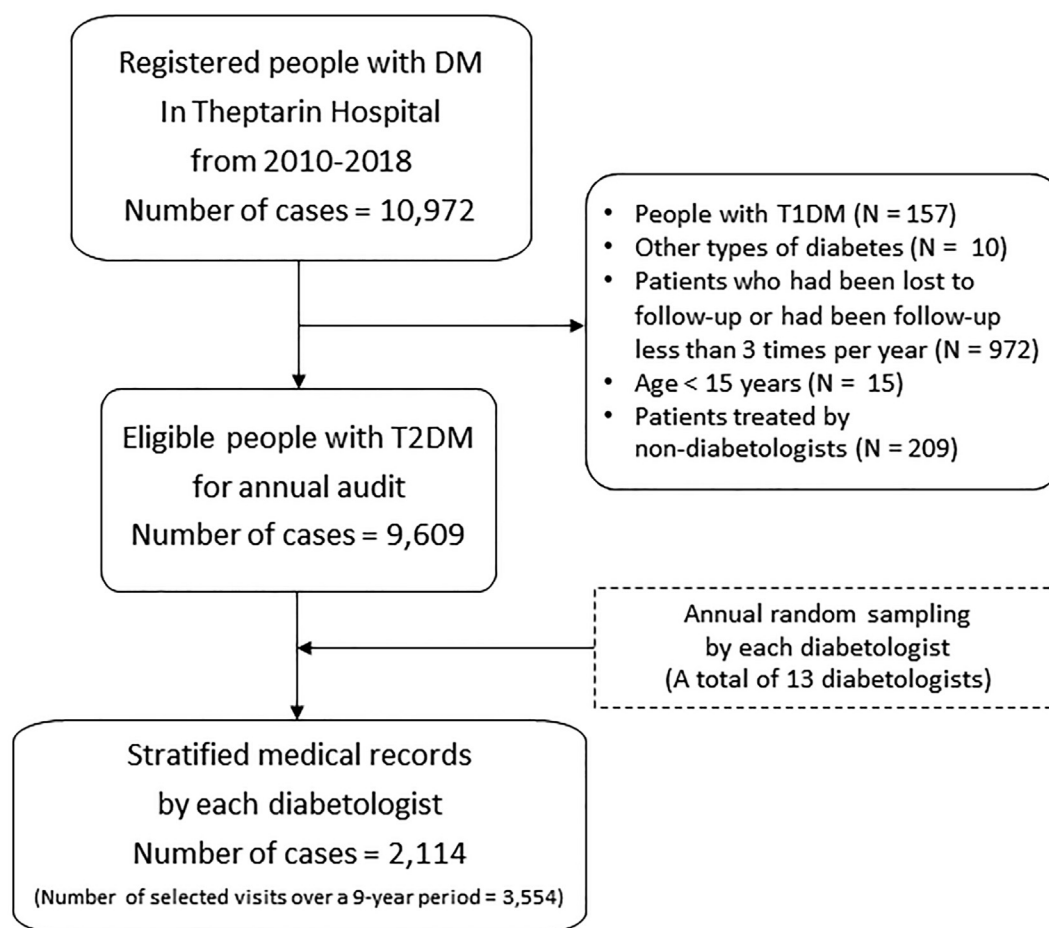 Registered people with DM
In Theptarin Hospital
from 2010-2018
Number of cases = 10,972
• People with T1DM (N = 157)
• Other types of diabetes (N = 10)
• Patients who had been lost to
follow-up or had been follow-up
less than 3 times per year (N = 972)
• Age < 15 years (N = 15)
• Patients treated by
non-diabetologists (N = 209)
Eligible people with T2DM
for annual audit
Number of cases = 9,609
Annual random sampling
by each diabetologist
(A total of 13 diabetologists)
Stratified medical records
by each diabetologist
Number of cases = 2,114
(Number of selected visits over a 9-year period = 3,554)